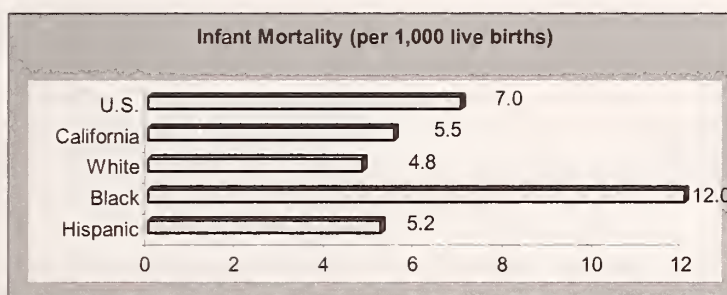 Infant Mortality (per 1,000 live births)
U.S. 7.0
California 5.5
White 4.8
Black 12.0
Hispanic 5.2
0 2 4 6 8 10 12